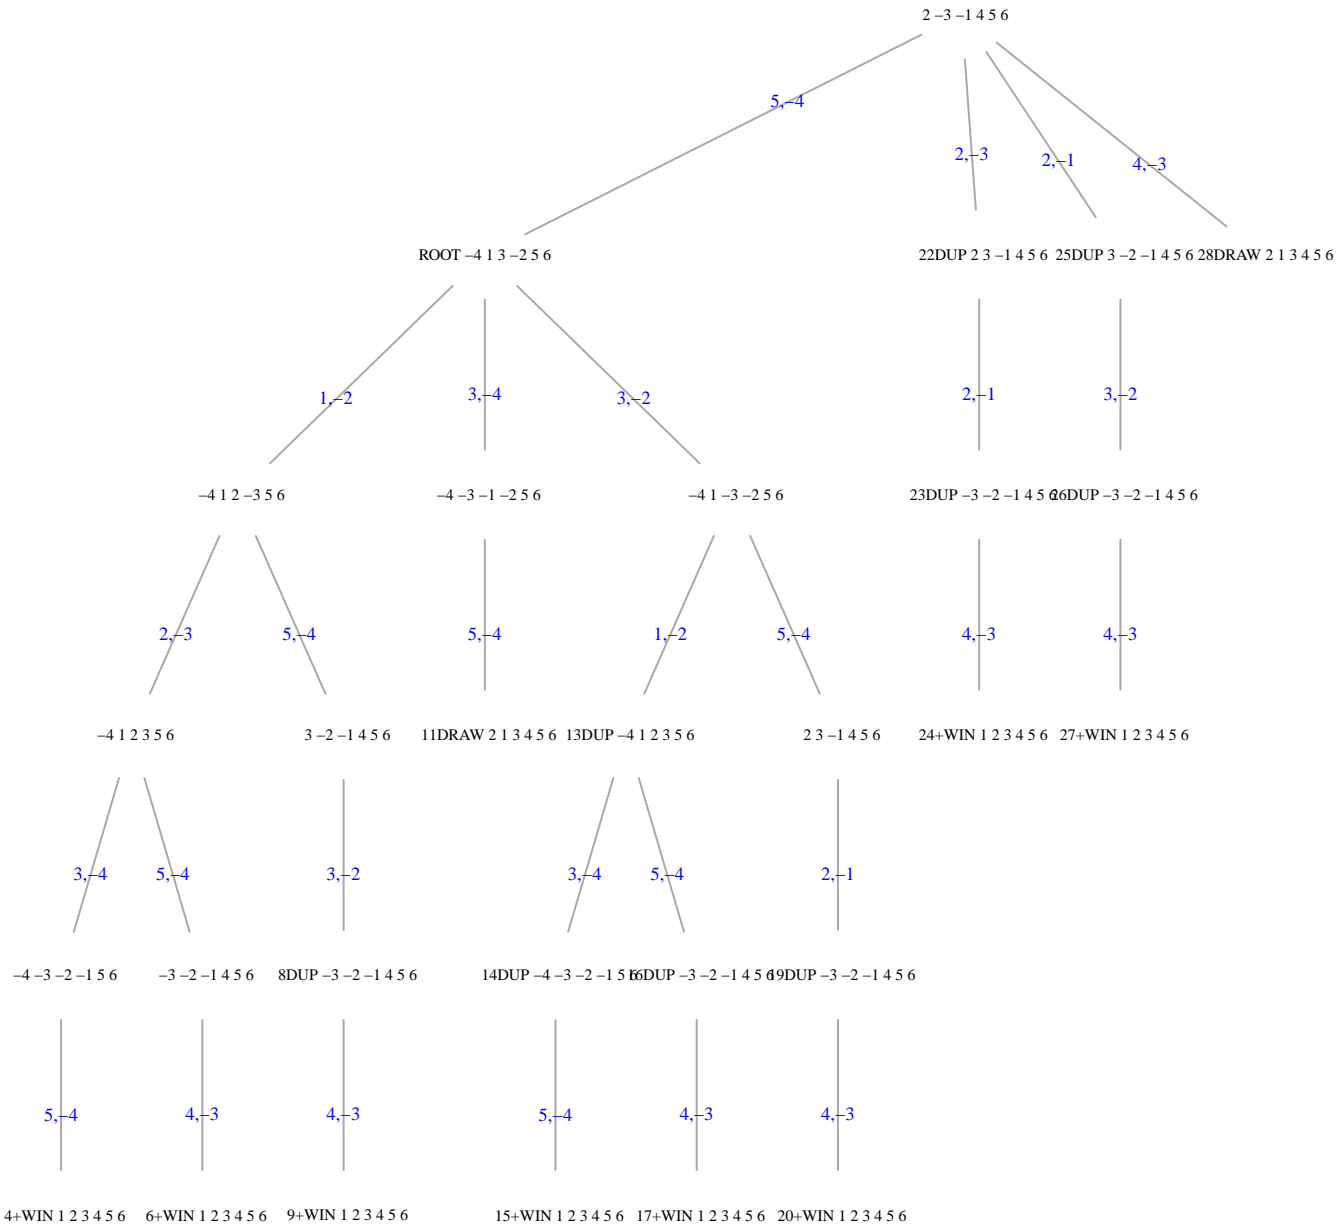 2 −3 −1 4 5 6
5,−4
2,−3
2,−1
4,−3
ROOT −4 1 3 −2 5 6
22DUP 2 3 −1 4 5 6
25DUP 3 −2 −1 4 5 6
28DRAW 2 1 3 4 5 6
1,−2
3,−4
3,−2
2,−1
3,−2
−4 1 2 −3 5 6
−4 −3 −1 −2 5 6
−4 1 −3 −2 5 6
23DUP −3 −2 −1 4 5 6
26DUP −3 −2 −1 4 5 6
2,−3
5,−4
5,−4
1,−2
5,−4
4,−3
4,−3
−4 1 2 3 5 6
3 −2 −1 4 5 6
11DRAW 2 1 3 4 5 6
13DUP −4 1 2 3 5 6
2 3 −1 4 5 6
24+WIN 1 2 3 4 5 6
27+WIN 1 2 3 4 5 6
3,−4
5,−4
3,−2
3,−4
5,−4
2,−1
−4 −3 −2 −1 5 6
−3 −2 −1 4 5 6
8DUP −3 −2 −1 4 5 6
14DUP −4 −3 −2 −1 5 6
16DUP −3 −2 −1 4 5 6
19DUP −3 −2 −1 4 5 6
5,−4
4,−3
4,−3
5,−4
4,−3
4,−3
4+WIN 1 2 3 4 5 6
6+WIN 1 2 3 4 5 6
9+WIN 1 2 3 4 5 6
15+WIN 1 2 3 4 5 6
17+WIN 1 2 3 4 5 6
20+WIN 1 2 3 4 5 6